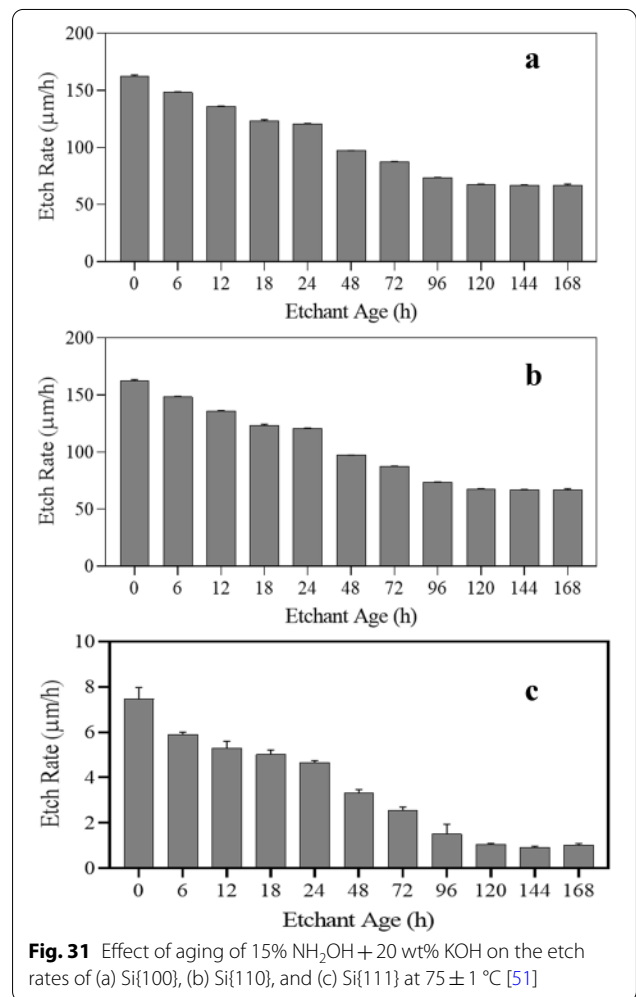 200
a
150
100
50
0
Etch Rate (μm/h)
0 6 12 18 24 48 72 96 120 144 168
Etchant Age (h)
200
b
150
100
50
0
Etch Rate (μm/h)
0 6 12 18 24 48 72 96 120 144 168
Etchant Age (h)
10
c
8
6
4
2
0
Etch Rate (μm/h)
0 6 12 18 24 48 72 96 120 144 168
Etchant Age (h)
Fig. 31 Effect of aging of 15% NH₂OH + 20 wt% KOH on the etch
rates of (a) Si{100}, (b) Si{110}, and (c) Si{111} at 75 ± 1 °C [51]